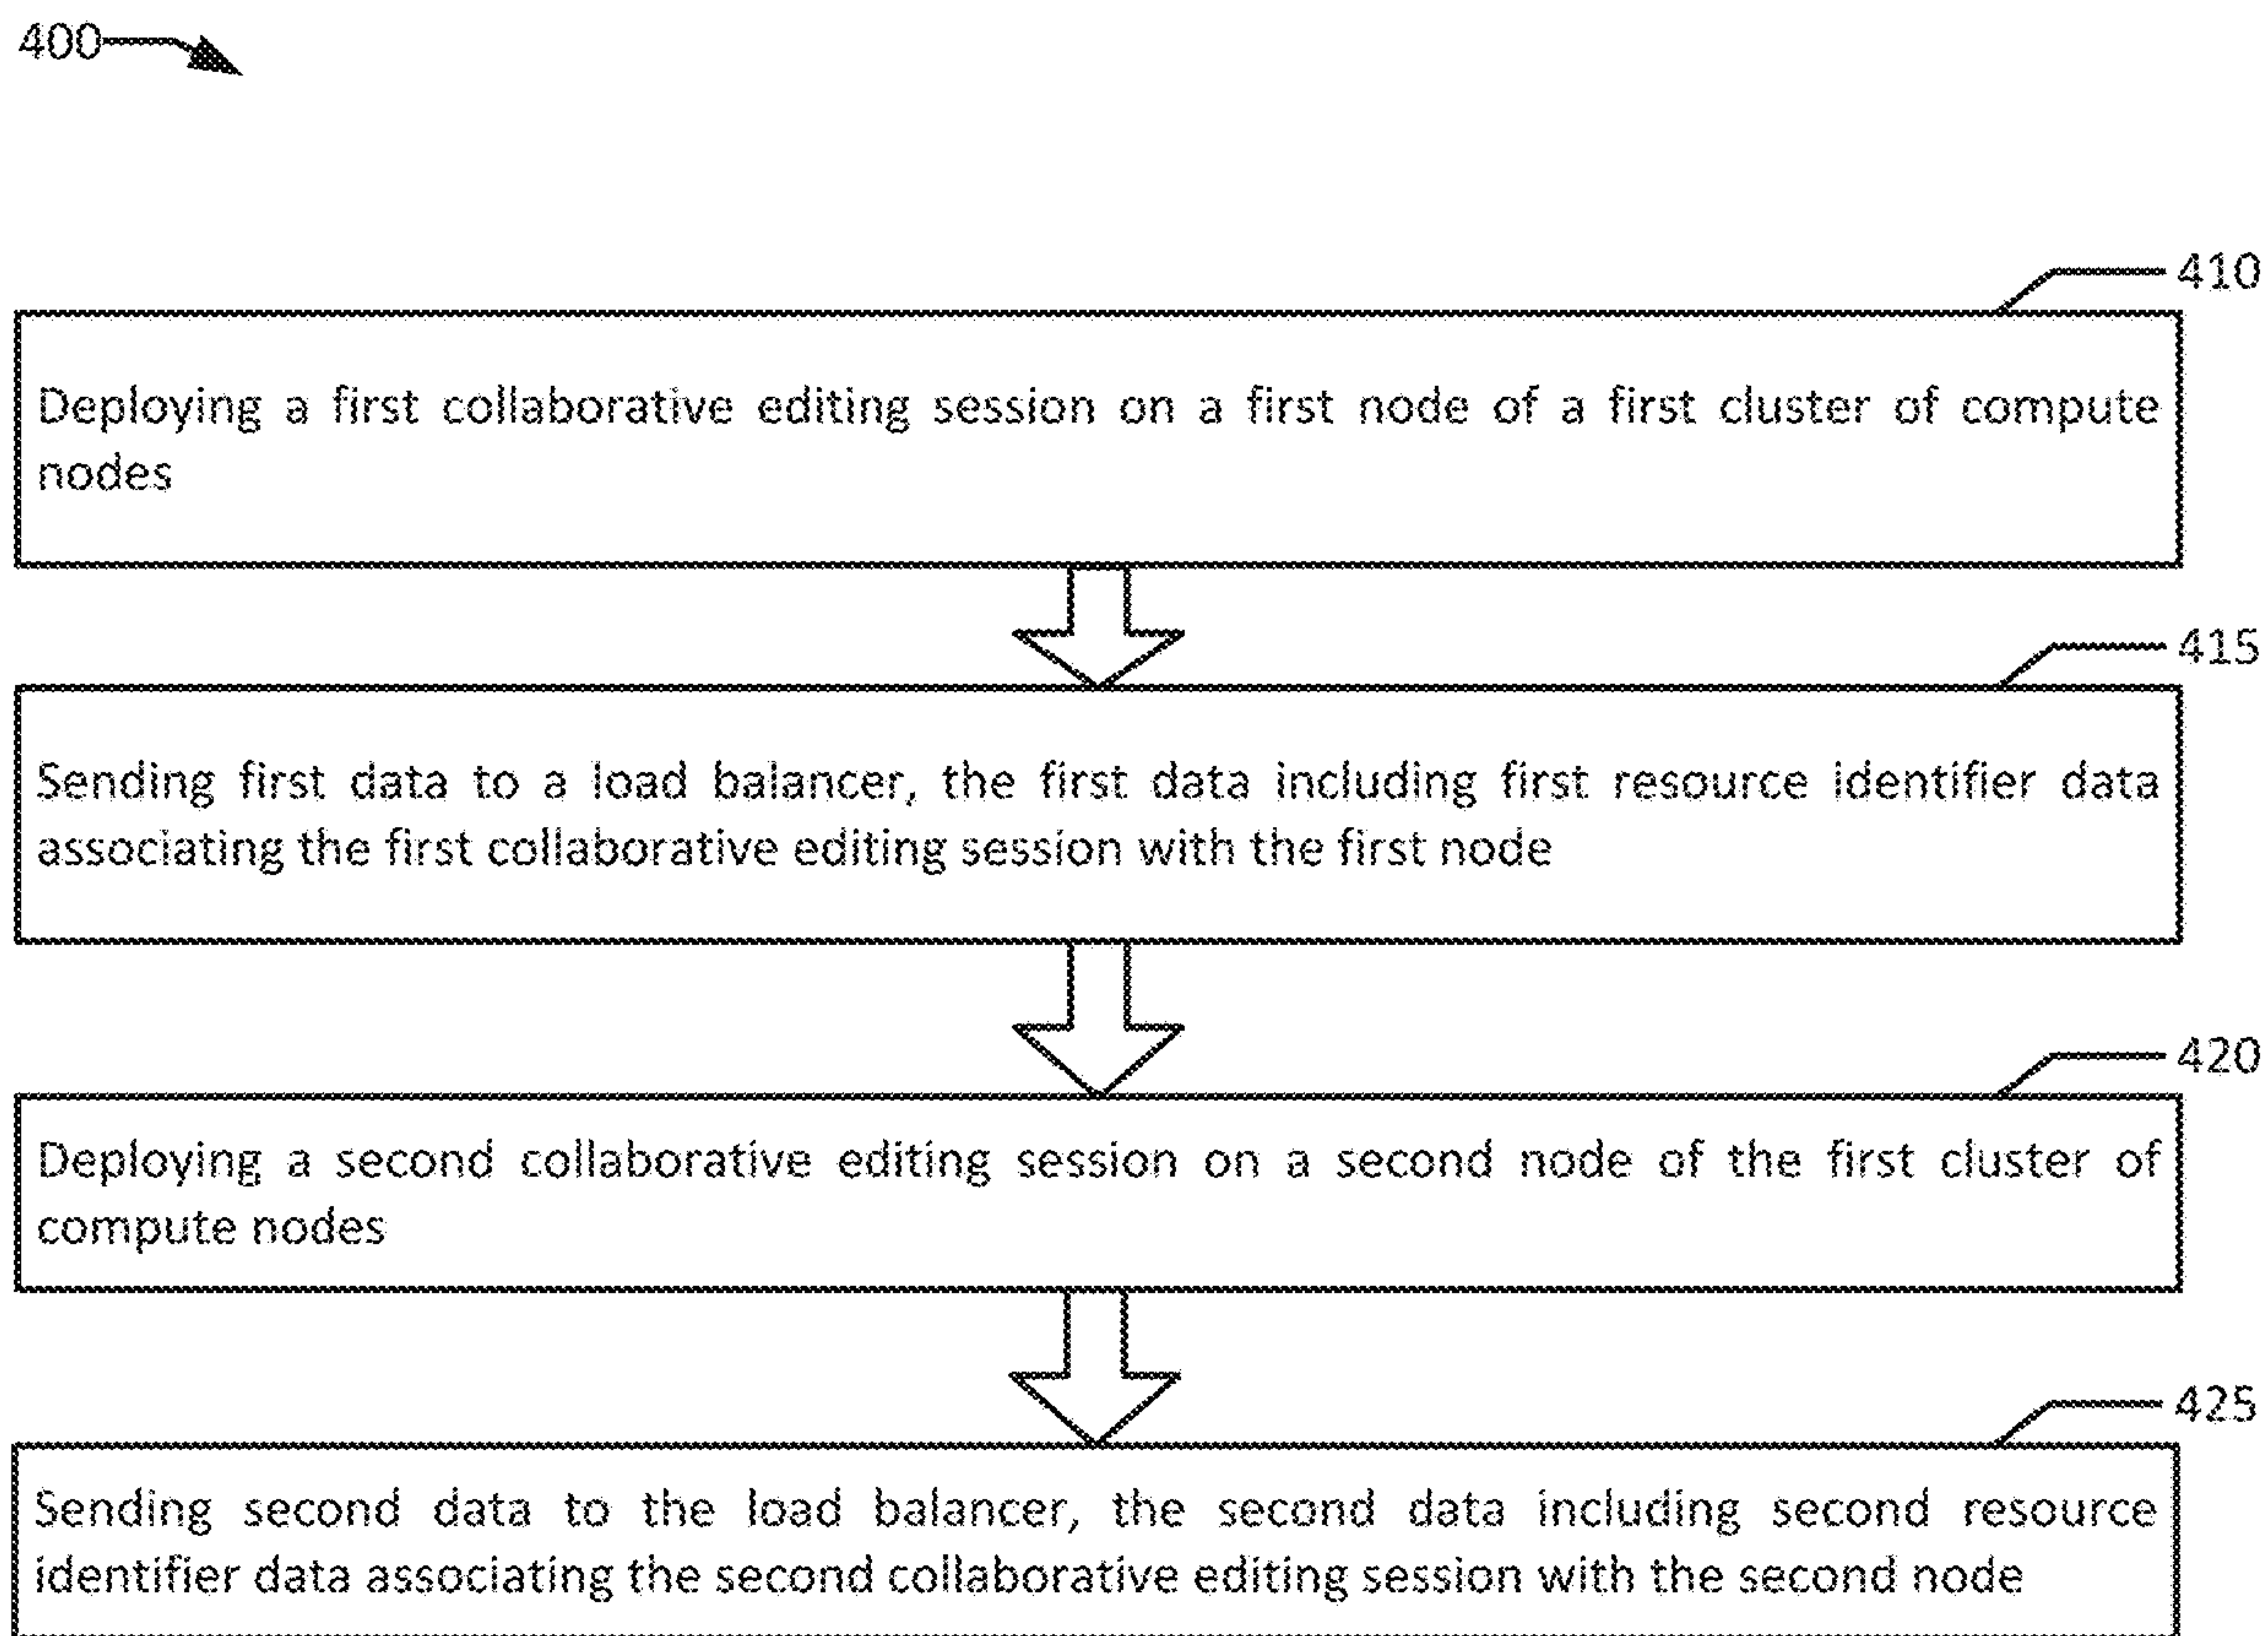 400
410
Deploying a first collaborative editing session on a first node of a first cluster of compute
nodes
415
Sending first data to a load balancer, the first data including first resource identifier data
associating the first collaborative editing session with the first node
420
Deploying a second collaborative editing session on a second node of the first cluster of
compute nodes
425
Sending second data to the load balancer, the second data including second resource
identifier data associating the second collaborative editing session with the second node